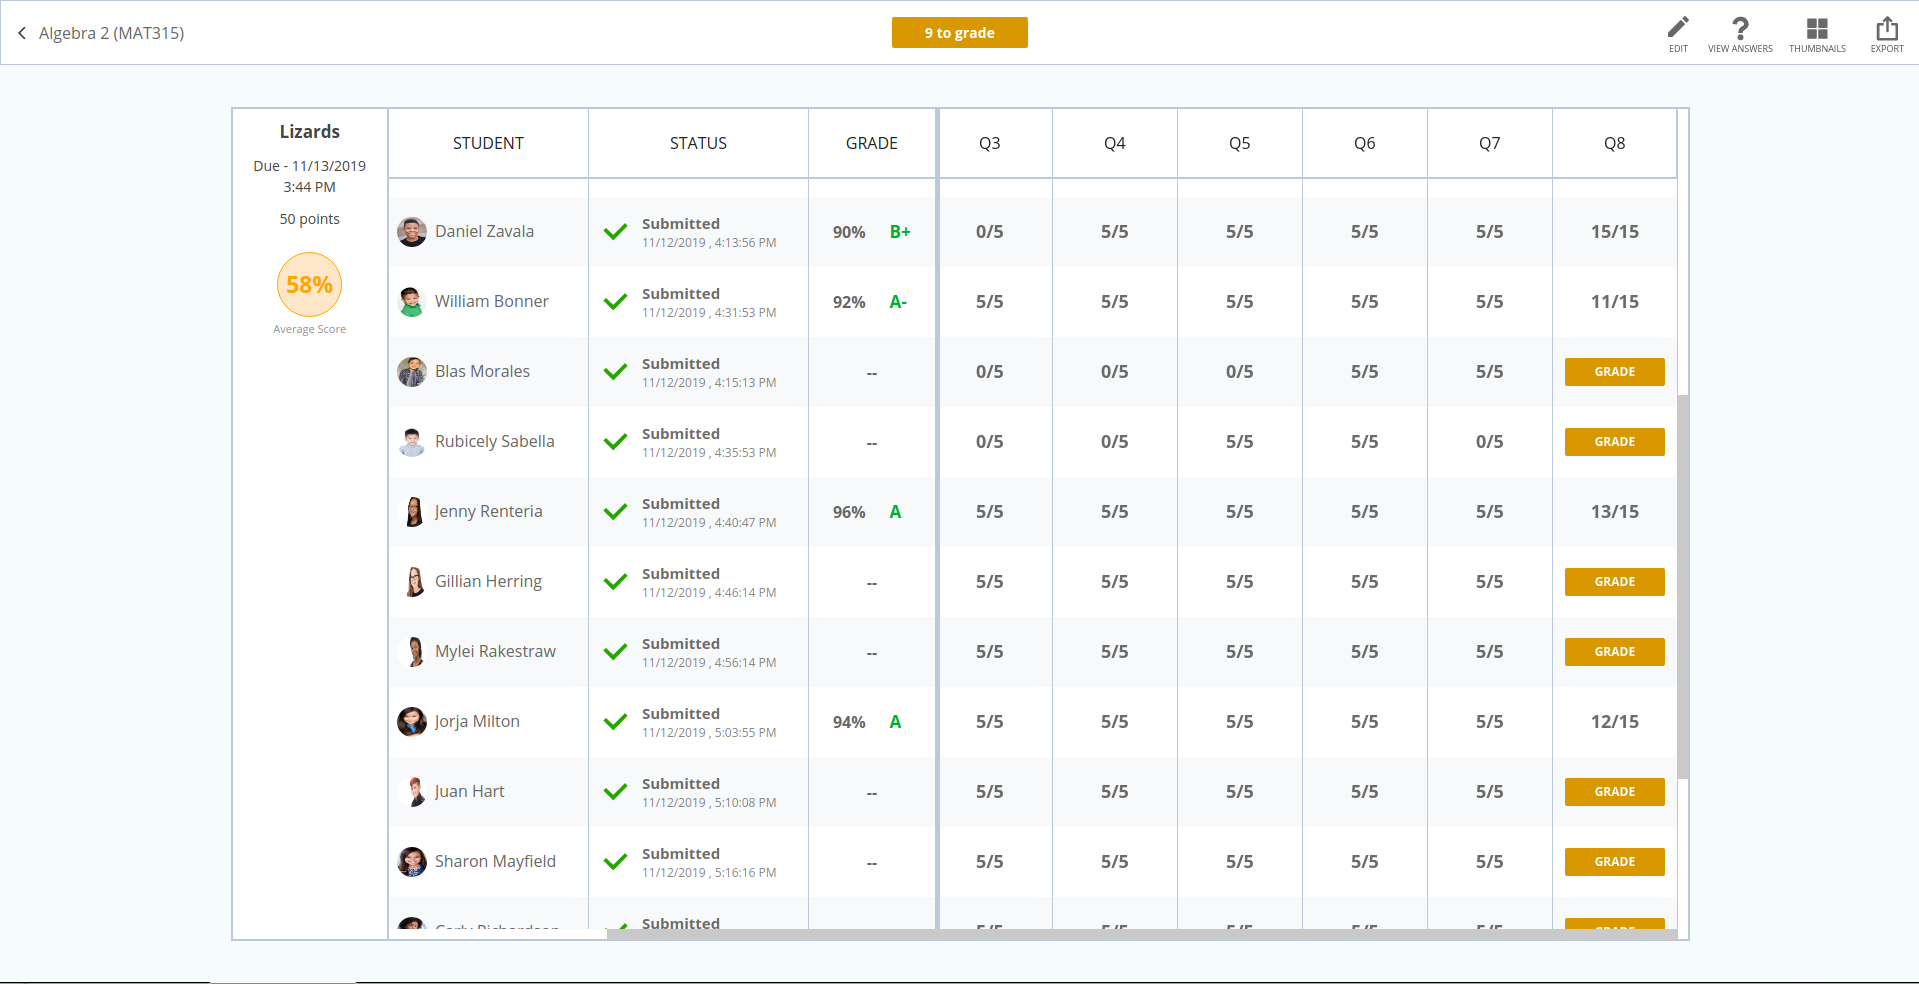 Algebra 2 (MAT315)
9 to grade
EDIT
VIEW ANSWERS
THUMBNAILS
EXPORT
Lizards
Due - 11/13/2019
3:44 PM
50 points
58%
Average Score
STUDENT STATUS GRADE Q3 Q4 Q5 Q6 Q7 Q8
Daniel Zavala Submitted 90% B+ 0/5 5/5 5/5 5/5 5/5 15/15
11/12/2019 , 4:13:56 PM
William Bonner Submitted 92% A- 5/5 5/5 5/5 5/5 5/5 11/15
11/12/2019 , 4:31:53 PM
Blas Morales Submitted -- 0/5 0/5 0/5 5/5 5/5 GRADE
11/12/2019 , 4:15:13 PM
Rubicely Sabella Submitted -- 0/5 0/5 5/5 5/5 0/5 GRADE
11/12/2019 , 4:35:53 PM
Jenny Renteria Submitted 96% A 5/5 5/5 5/5 5/5 5/5 13/15
11/12/2019 , 4:40:47 PM
Gillian Herring Submitted -- 5/5 5/5 5/5 5/5 5/5 GRADE
11/12/2019 , 4:46:14 PM
Mylei Rakestraw Submitted -- 5/5 5/5 5/5 5/5 5/5 GRADE
11/12/2019 , 4:56:14 PM
Jorja Milton Submitted 94% A 5/5 5/5 5/5 5/5 5/5 12/15
11/12/2019 , 5:03:55 PM
Juan Hart Submitted -- 5/5 5/5 5/5 5/5 5/5 GRADE
11/12/2019 , 5:10:08 PM
Sharon Mayfield Submitted -- 5/5 5/5 5/5 5/5 5/5 GRADE
11/12/2019 , 5:16:16 PM
Submitted 5/5 5/5 5/5 5/5 5/5 GRADE